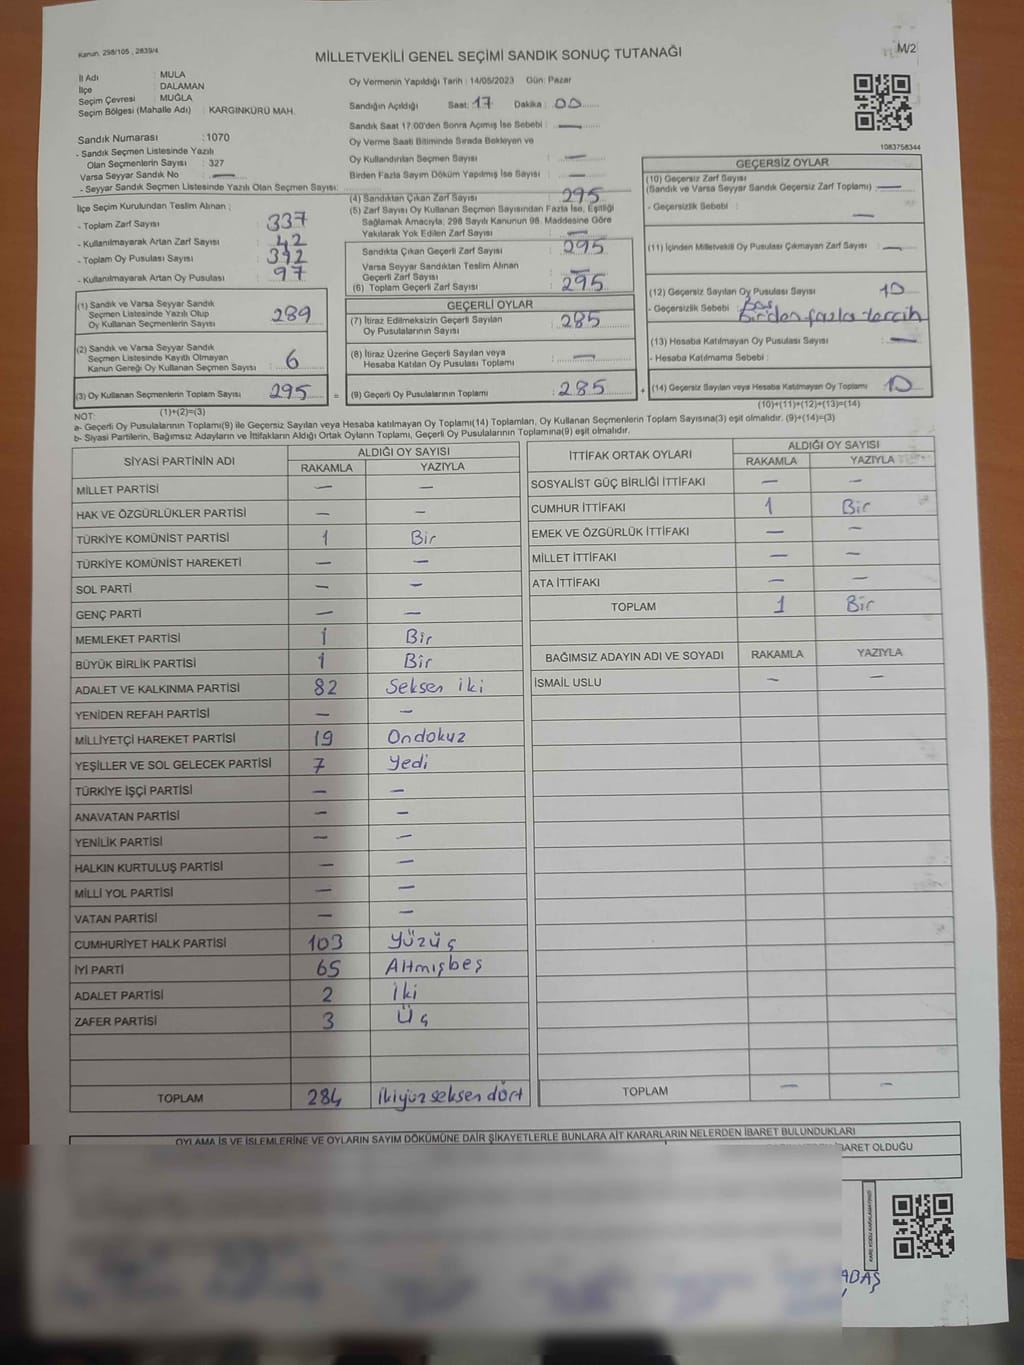 Kanun, 298/105 , 2839/4
MİLLETVEKİLİ GENEL SEÇİMİ SANDIK SONUÇ TUTANAĞI
M/2
İl Adı : MULA
İlçe : DALAMAN
Seçim Çevresi : MUĞLA
Seçim Bölgesi (Mahalle Adı) : KARGINKÜRÜ MAH.
Sandık Numarası : 1070
- Sandık Seçmen Listesinde Yazılı
Olan Seçmenlerin Sayısı : 327
Varsa Seyyar Sandık No : —
- Seyyar Sandık Seçmen Listesinde Yazılı Olan Seçmen Sayısı:
Oy Vermenin Yapıldığı Tarih : 14/05/2023 Gün: Pazar
Sandığın Açıldığı Saat: 17 Dakika : 00
Sandık Saat 17.00'den Sonra Açımış İse Sebebi : —
Oy Verme Saati Bitiminde Sırada Bekleyen ve
Oy Kullandırılan Seçmen Sayısı : —
Birden Fazla Sayım Döküm Yapılmış İse Sayısı : —
1083758344
İlçe Seçim Kurulundan Teslim Alınan ;
- Toplam Zarf Sayısı : 337
- Kullanılmayarak Artan Zarf Sayısı : 42
- Toplam Oy Pusulası Sayısı : 392
- Kullanılmayarak Artan Oy Pusulası : 97
(1) Sandık ve Varsa Seyyar Sandık
Seçmen Listesinde Yazılı Olup
Oy Kullanan Seçmenlerin Sayısı : 289
(2) Sandık ve Varsa Seyyar Sandık
Seçmen Listesinde Kayıtlı Olmayan
Kanun Gereği Oy Kullanan Seçmen Sayısı : 6
(3) Oy Kullanan Seçmenlerin Toplam Sayısı : 295 =
(4) Sandıktan Çıkan Zarf Sayısı : 295
(5) Zarf Sayısı Oy Kullanan Seçmen Sayısından Fazla İse, Eşitliği
Sağlamak Amacıyla; 298 Sayılı Kanunun 98. Maddesine Göre
Yakılarak Yok Edilen Zarf Sayısı : —
Sandıkta Çıkan Geçerli Zarf Sayısı : 295
Varsa Seyyar Sandıktan Teslim Alınan
Geçerli Zarf Sayısı : —
(6) Toplam Geçerli Zarf Sayısı : 295
GEÇERLİ OYLAR
(7) İtiraz Edilmeksizin Geçerli Sayılan
Oy Pusulalarının Sayısı : 285
(8) İtiraz Üzerine Geçerli Sayılan veya
Hesaba Katılan Oy Pusulası Toplamı : —
(9) Geçerli Oy Pusulalarının Toplamı : 285 +
GEÇERSİZ OYLAR
(10) Geçersiz Zarf Sayısı
(Sandık ve Varsa Seyyar Sandık Geçersiz Zarf Toplamı) : —
- Geçersizlik Sebebi : —
(11) İçinden Milletvekili Oy Pusulası Çıkmayan Zarf Sayısı : —
(12) Geçersiz Sayılan Oy Pusulası Sayısı : 10
- Geçersizlik Sebebi : Boş
Birden fazla tercih
(13) Hesaba Katılmayan Oy Pusulası Sayısı : —
- Hesaba Katılmama Sebebi :
(14) Geçersiz Sayılan veya Hesaba Katılmayan Oy Toplamı : 10
NOT: (1)+(2)=(3) (10)+(11)+(12)+(13)=(14)
a- Geçerli Oy Pusulalarının Toplamı(9) ile Geçersiz Sayılan veya Hesaba katılmayan Oy Toplamı(14) Toplamları, Oy Kullanan Seçmenlerin Toplam Sayısına(3) eşit olmalıdır. (9)+(14)=(3)
b- Siyasi Partilerin, Bağımsız Adayların ve İttifakların Aldığı Ortak Oyların Toplamı, Geçerli Oy Pusulalarının Toplamına(9) eşit olmalıdır.
SİYASİ PARTİNİN ADI ALDIĞI OY SAYISI
RAKAMLA YAZIYLA
MİLLET PARTİSİ — —
HAK VE ÖZGÜRLÜKLER PARTİSİ — —
TÜRKİYE KOMÜNİST PARTİSİ 1 Bir
TÜRKİYE KOMÜNİST HAREKETİ — —
SOL PARTİ — —
GENÇ PARTİ — —
MEMLEKET PARTİSİ 1 Bir
BÜYÜK BİRLİK PARTİSİ 1 Bir
ADALET VE KALKINMA PARTİSİ 82 Seksen iki
YENİDEN REFAH PARTİSİ — —
MİLLİYETÇİ HAREKET PARTİSİ 19 Ondokuz
YEŞİLLER VE SOL GELECEK PARTİSİ 7 Yedi
TÜRKİYE İŞÇİ PARTİSİ — —
ANAVATAN PARTİSİ — —
YENİLİK PARTİSİ — —
HALKIN KURTULUŞ PARTİSİ — —
MİLLİ YOL PARTİSİ — —
VATAN PARTİSİ — —
CUMHURİYET HALK PARTİSİ 103 Yüzüç
İYİ PARTİ 65 Altmışbeş
ADALET PARTİSİ 2 İki
ZAFER PARTİSİ 3 Üç
TOPLAM 284 İkiyüzseksendört
İTTİFAK ORTAK OYLARI ALDIĞI OY SAYISI
RAKAMLA YAZIYLA
SOSYALİST GÜÇ BİRLİĞİ İTTİFAKI — —
CUMHUR İTTİFAKI 1 Bir
EMEK VE ÖZGÜRLÜK İTTİFAKI — —
MİLLET İTTİFAKI — —
ATA İTTİFAKI — —
TOPLAM 1 Bir
BAĞIMSIZ ADAYIN ADI VE SOYADI RAKAMLA YAZIYLA
İSMAİL USLU — —
TOPLAM — —
OYLAMA İŞ VE İŞLEMLERİNE VE OYLARIN SAYIM DÖKÜMÜNE DAİR ŞİKAYETLERLE BUNLARA AİT KARARLARIN NELERDEN İBARET BULUNDUKLARI
BARET OLDUĞU
ADAŞ